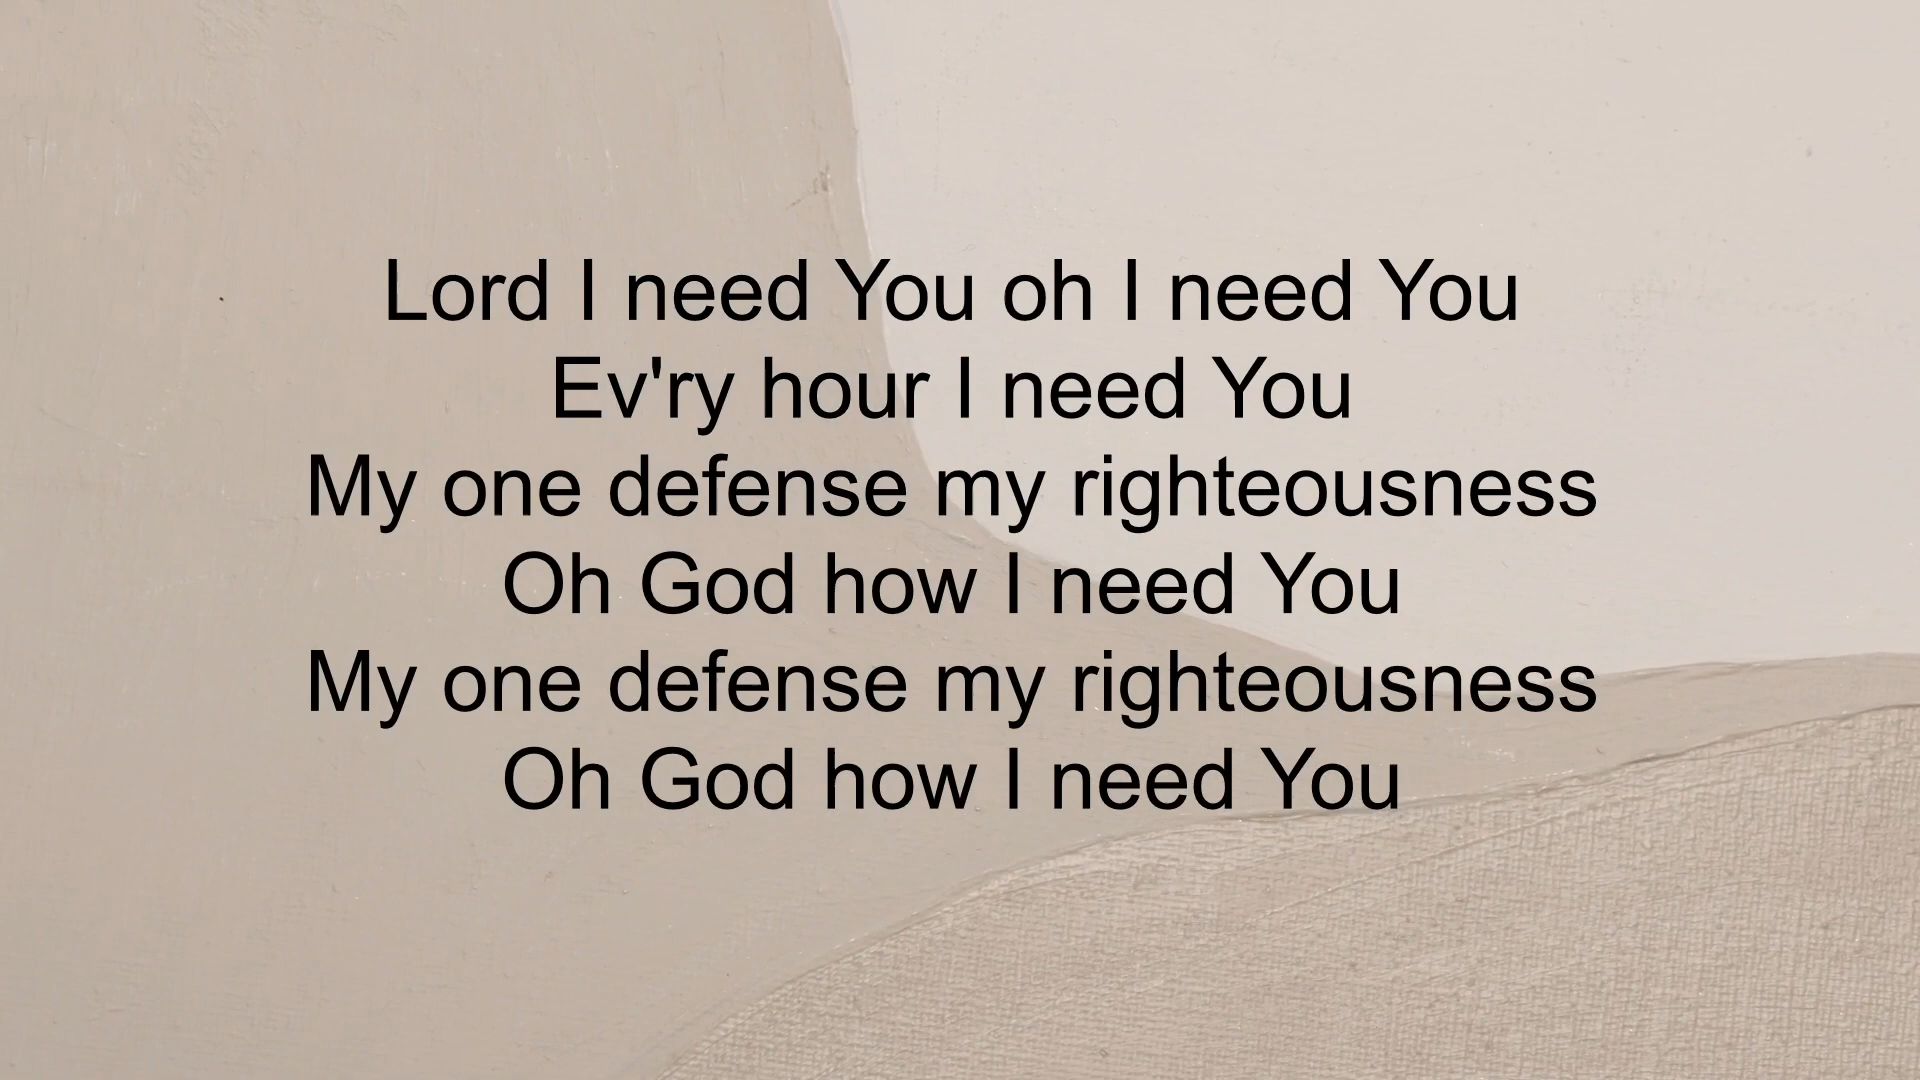 Lord I need You oh I need You
Ev'ry hour I need You
My one defense my righteousness
Oh God how I need You
My one defense my righteousness
Oh God how I need You